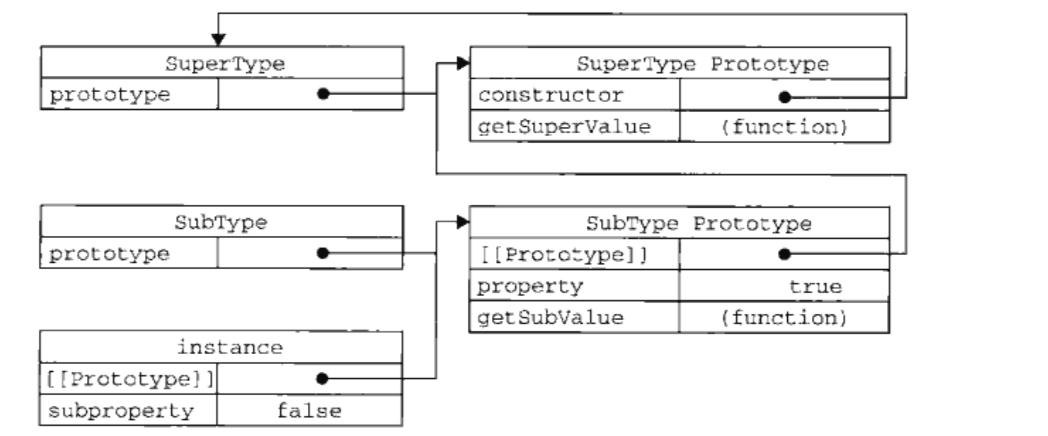 SuperType
prototype
SuperType Prototype
constructor
getSuperValue (function)
SubType
prototype
SubType Prototype
[[Prototype]]
property true
getSubValue (function)
instance
[[Prototype]]
subproperty false